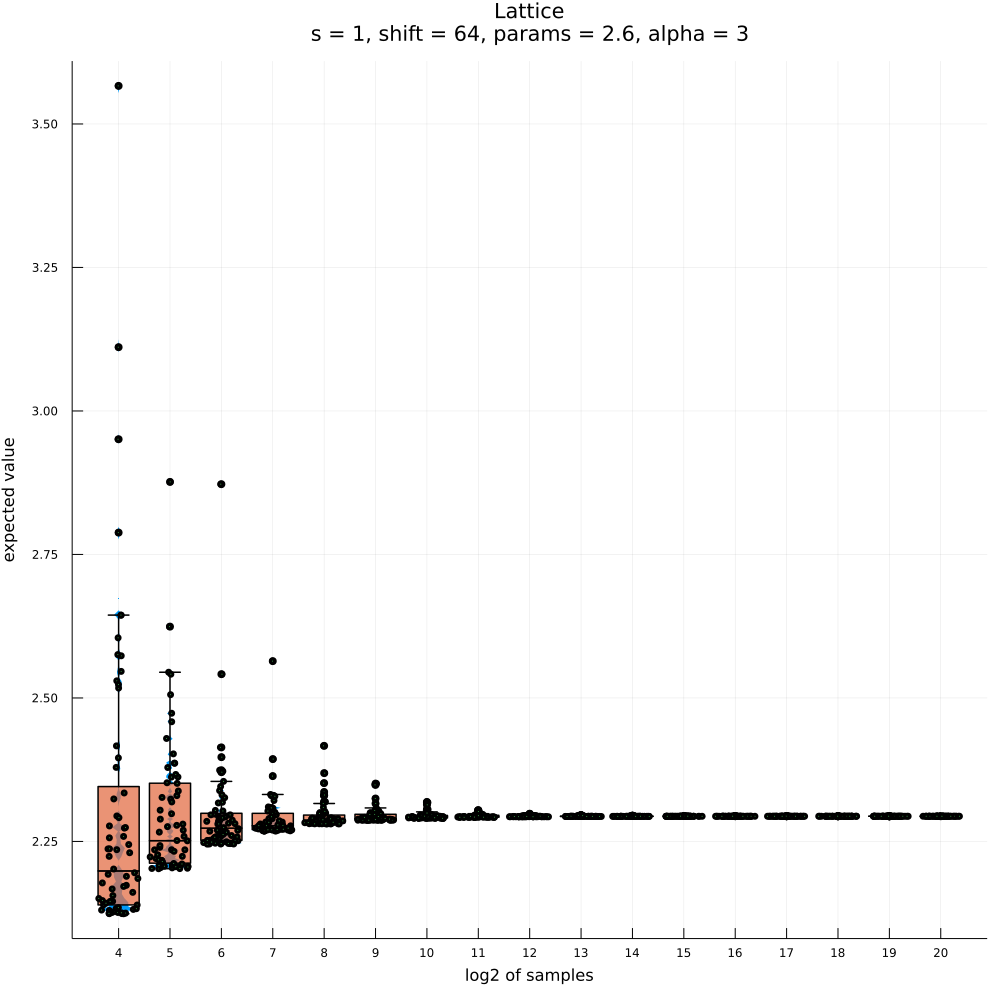 Lattice
s = 1, shift = 64, params = 2.6, alpha = 3
expected value
3.50
3.25
3.00
2.75
2.50
2.25
4 5 6 7 8 9 10 11 12 13 14 15 16 17 18 19 20
log2 of samples